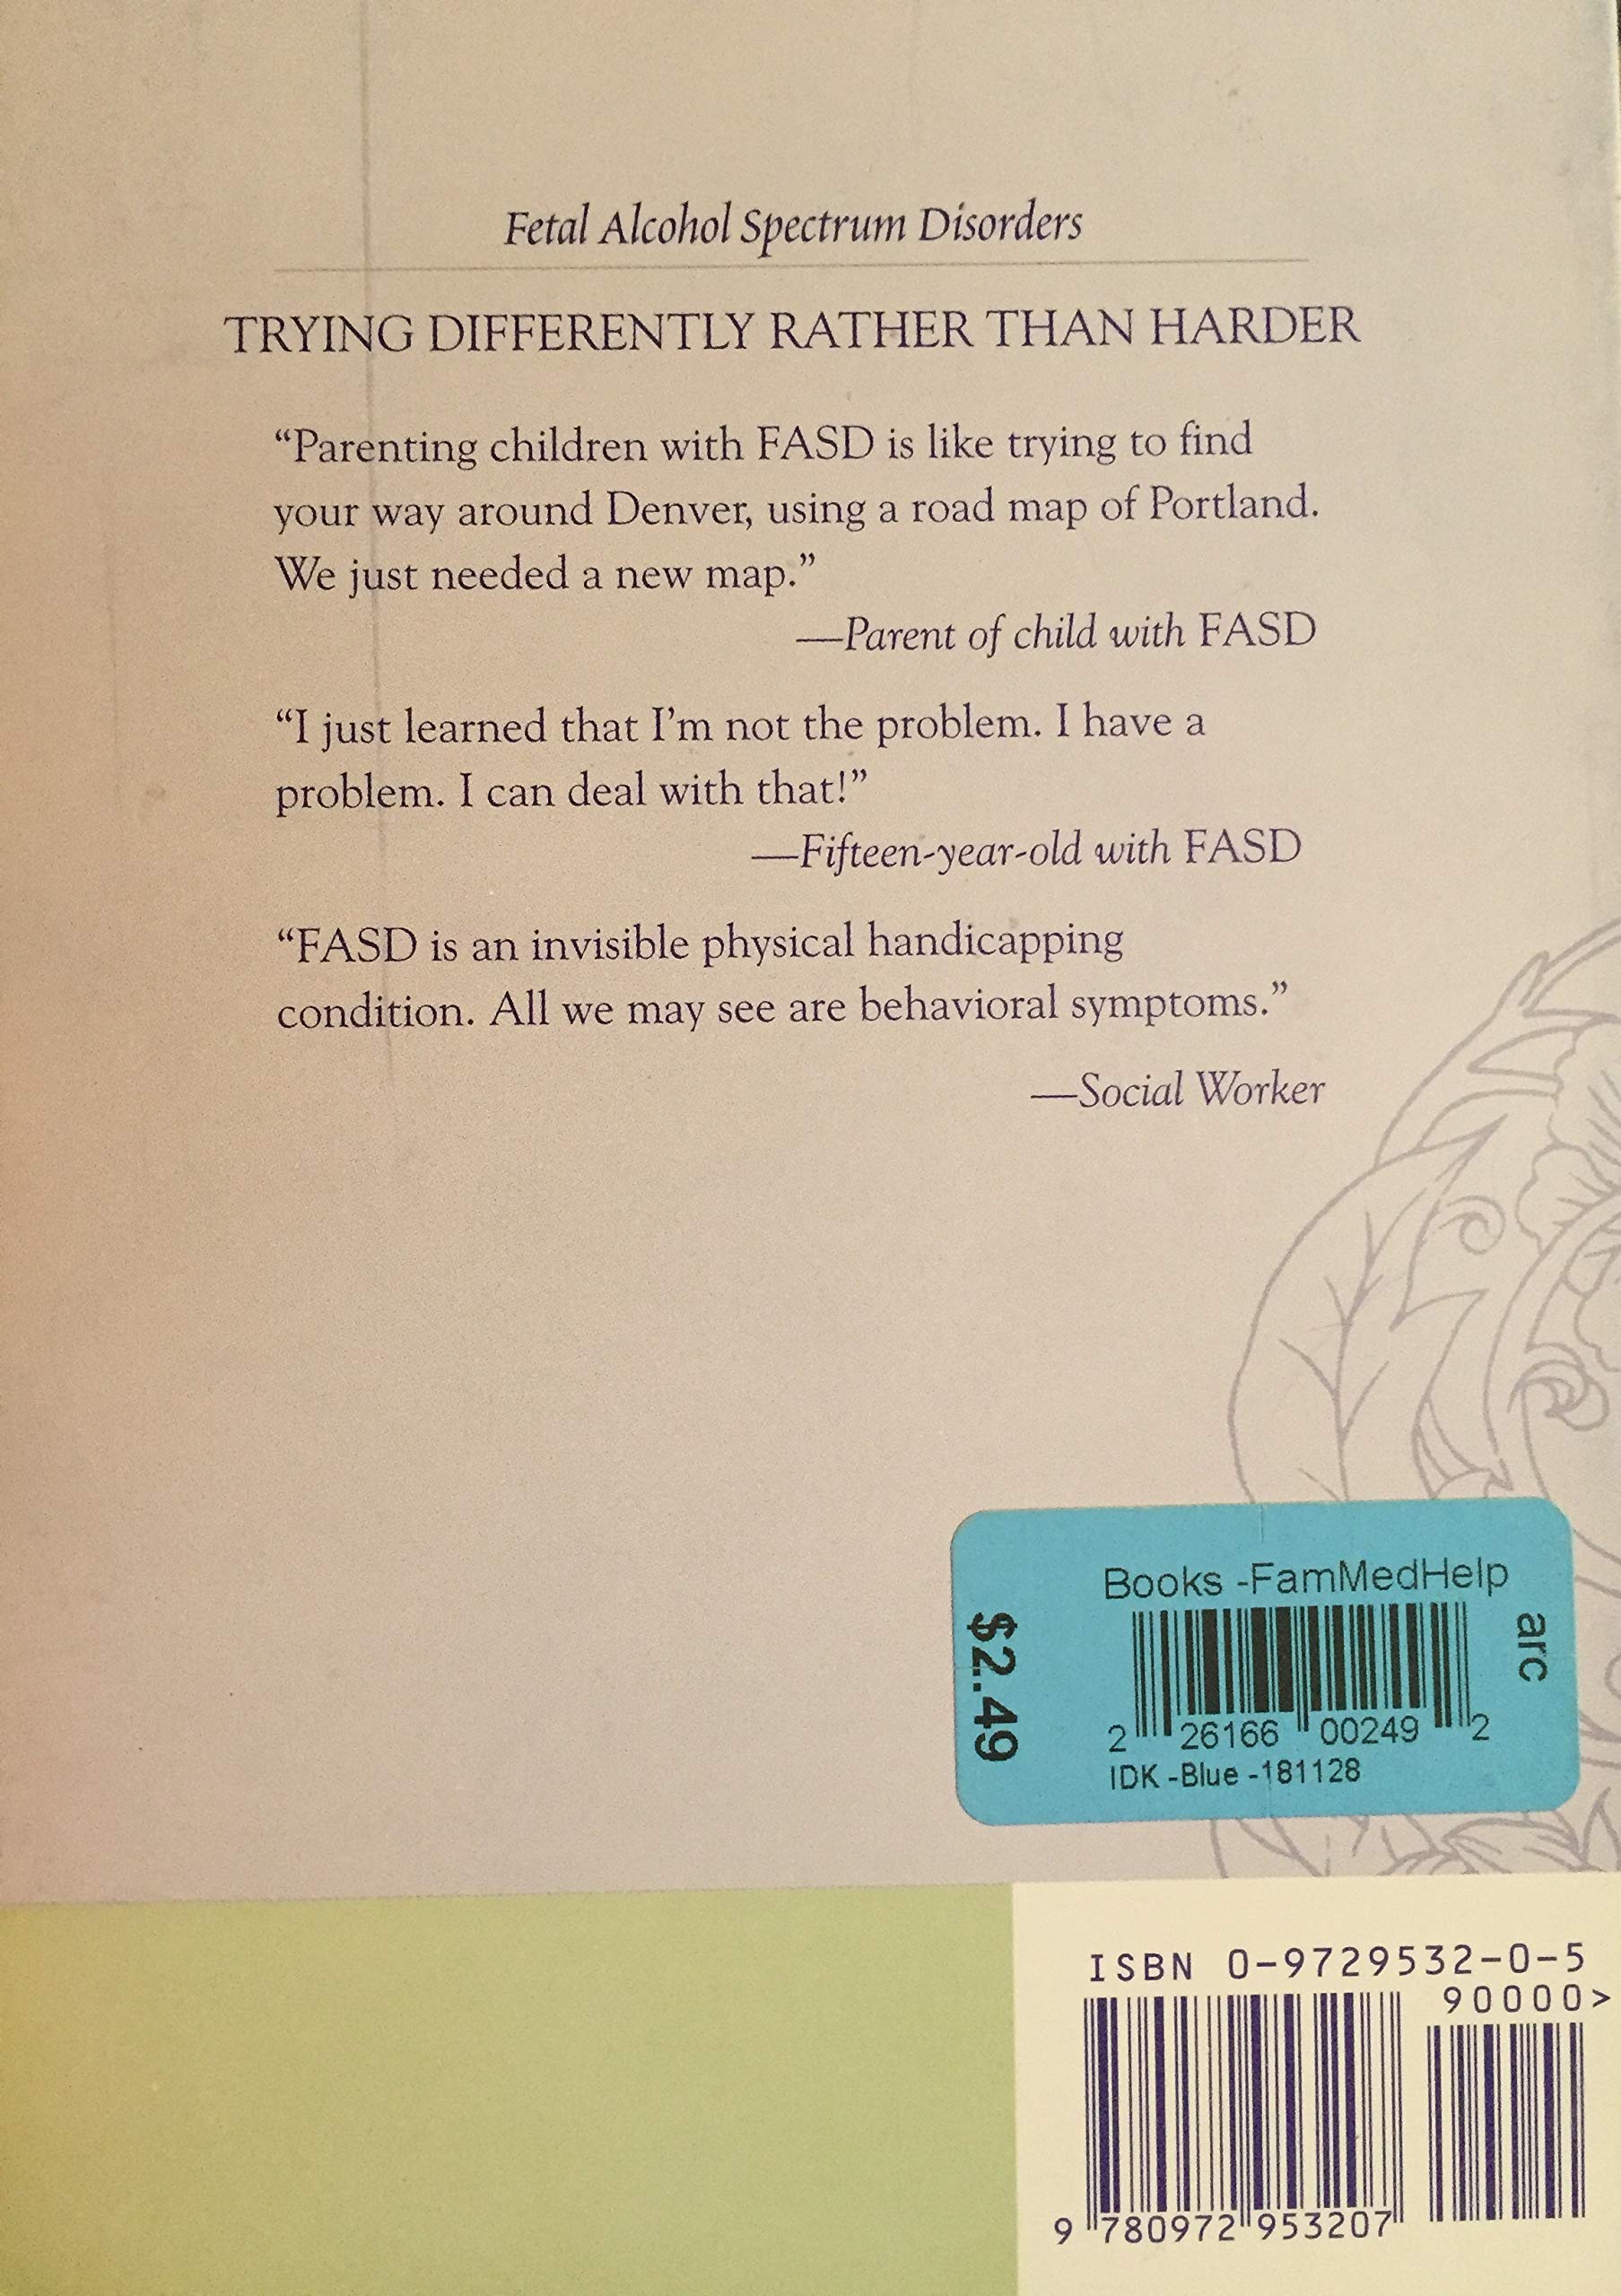 Fetal Alcohol Spectrum Disorders
TRYING DIFFERENTLY RATHER THAN HARDER
“Parenting children with FASD is like trying to find
your way around Denver, using a road map of Portland.
We just needed a new map.”
—Parent of child with FASD
“I just learned that I’m not the problem. I have a
problem. I can deal with that!”
—Fifteen-year-old with FASD
“FASD is an invisible physical handicapping
condition. All we may see are behavioral symptoms.”
—Social Worker
Books -FamMedHelp
$2.49
arc
2 26166 00249 2
IDK -Blue -181128
ISBN 0-9729532-0-5
90000>
9 780972 953207